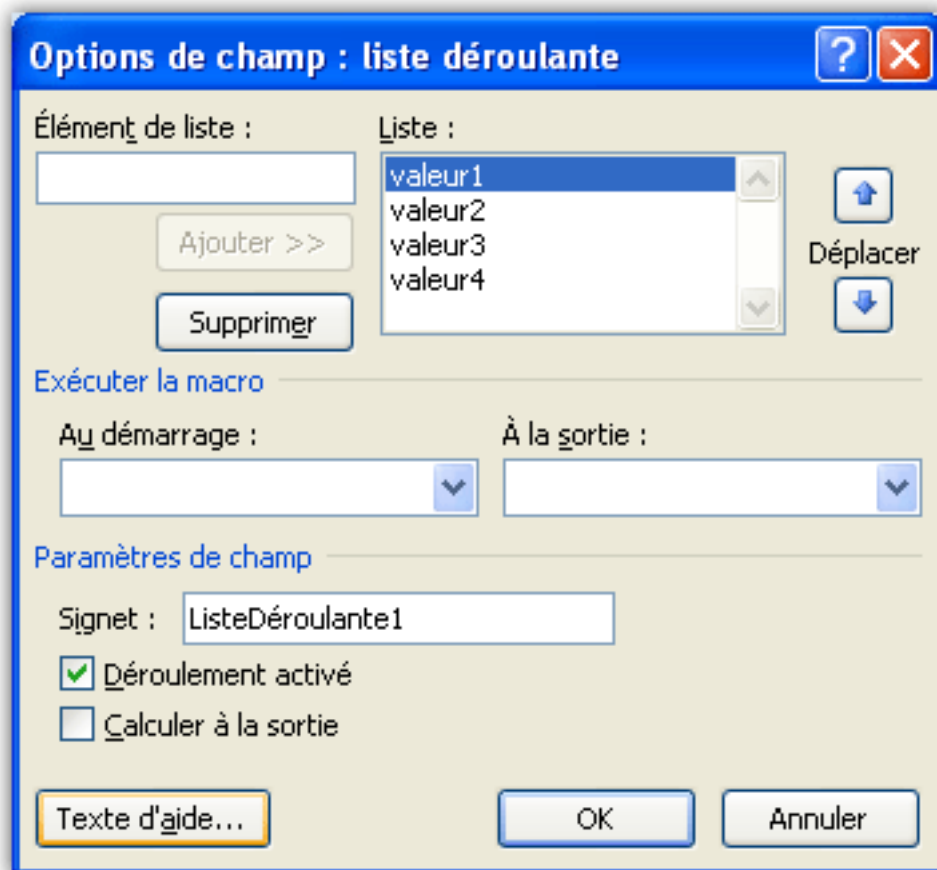 Options de champ : liste déroulante
Élément de liste :
Liste :
valeur1
valeur2
valeur3
valeur4
Ajouter >>
Supprimer
Déplacer
Exécuter la macro
Au démarrage :
À la sortie :
Paramètres de champ
Signet :
ListeDéroulante1
Déroulement activé
Calculer à la sortie
Texte d'aide...
OK
Annuler